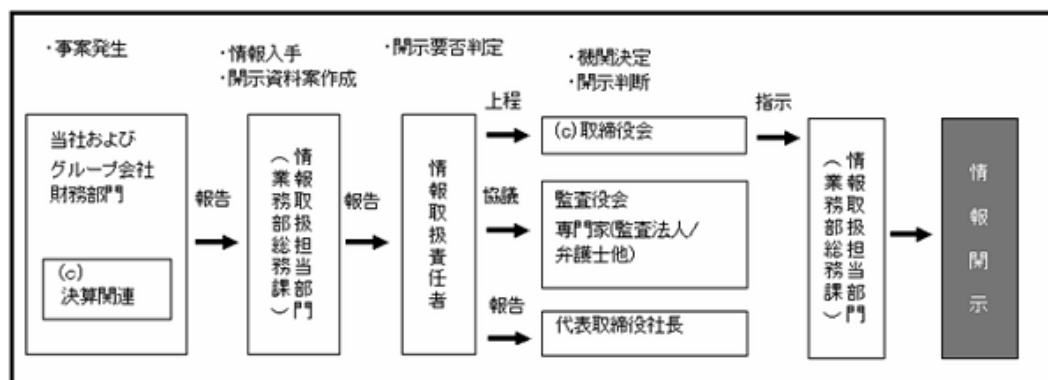 ・事案発生
・情報入手
・開示資料案作成
・開示要否判定
・機関決定
・開示判断
当社および
グループ会社
財務部門
(c)
決算関連
報告
情報取扱担当部門
（業務部総務課）
報告
情報取扱責任者
上程
(c)取締役会
協議
監査役会
専門家(監査法人/
弁護士他)
報告
代表取締役社長
指示
情報取扱担当部門
（業務部総務課）
情報開示